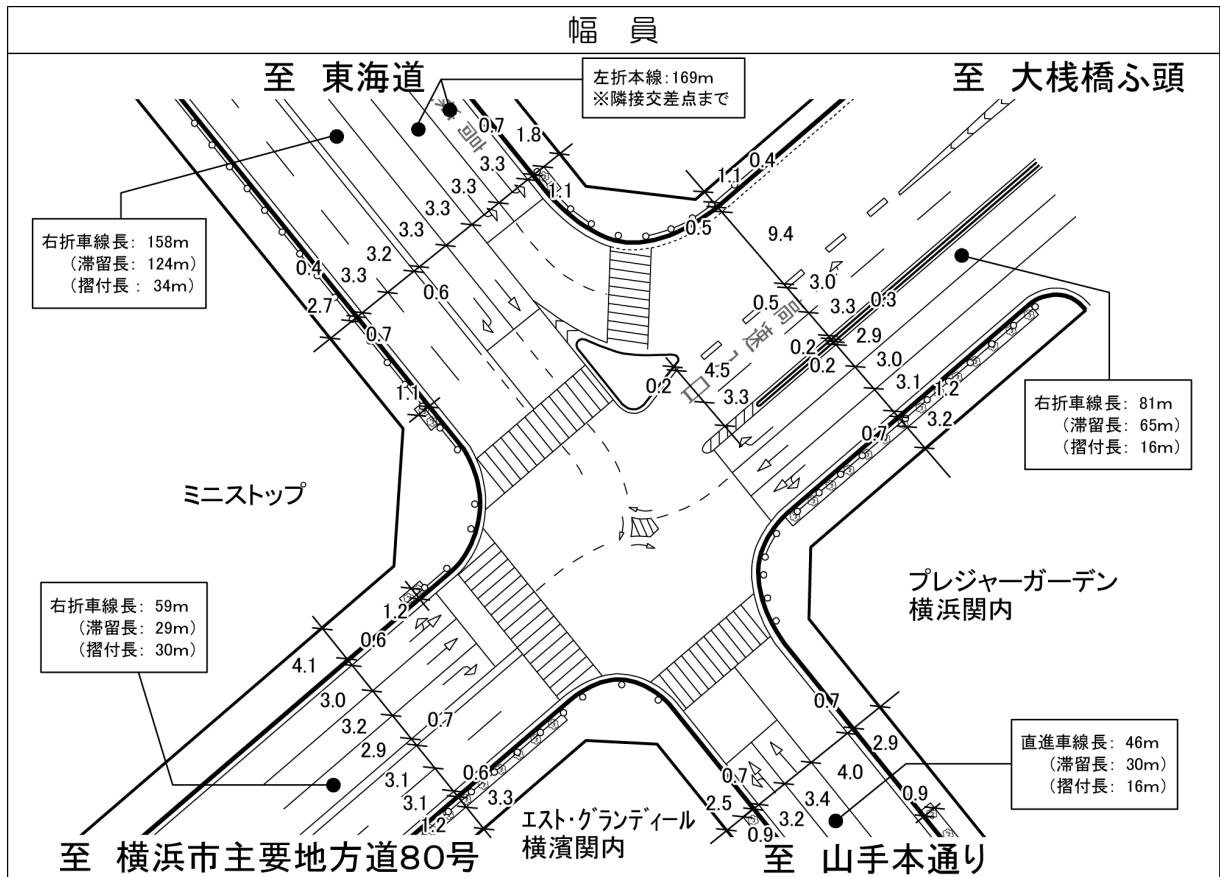 幅 員
至 東海道
左折本線:169m
※隣接交差点まで
至 大桟橋ふ頭
右折車線長: 158m
(滞留長: 124m)
(摺付長: 34m)
0.7
1.8
3.3
3.3
3.3
3.2
3.3
0.4
2.7
0.6
0.7
1.1
1.1
1.1
0.4
0.5
9.4
3.0
0.5
3.3
0.3
0.2
0.2
2.9
3.0
3.1
1.2
3.2
0.7
4.5
0.2
3.3
高速入口
右折車線長: 81m
(滞留長: 65m)
(摺付長: 16m)
ミニストップ
プレジャーガーデン
横浜関内
右折車線長: 59m
(滞留長: 29m)
(摺付長: 30m)
1.2
0.6
4.1
3.0
3.2
2.9
0.7
3.1
3.1
0.6
1.2
3.3
エスト・グランディール
横濱関内
0.7
2.9
4.0
0.9
3.4
3.2
0.7
2.5
0.9
直進車線長: 46m
(滞留長: 30m)
(摺付長: 16m)
至 横浜市主要地方道80号
至 山手本通り